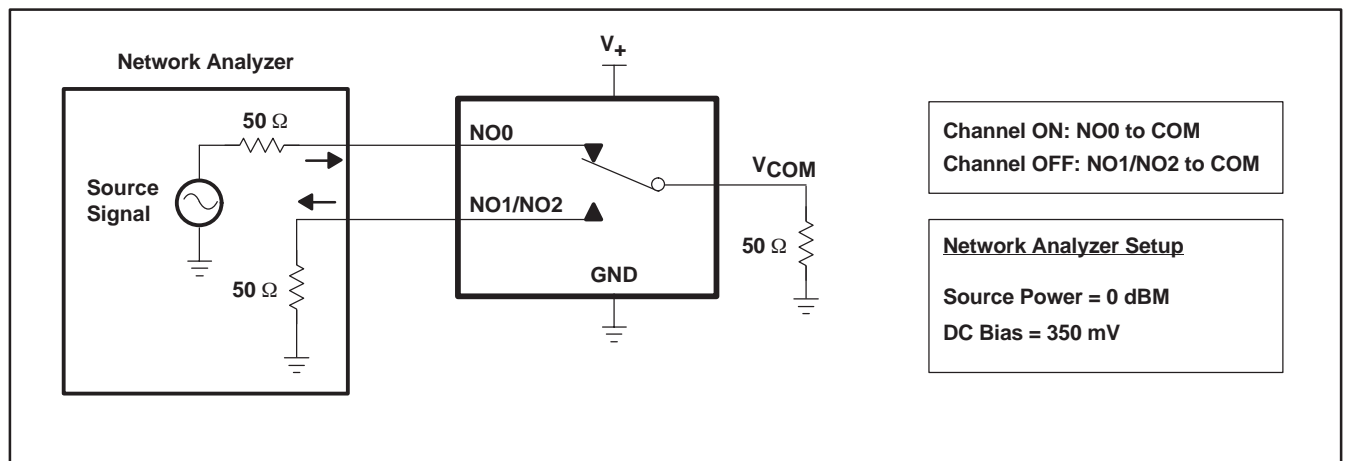 Network Analyzer
50 Ω
Source
Signal
50 Ω
V+
NO0
NO1/NO2
GND
VCOM
50 Ω
Channel ON: NO0 to COM
Channel OFF: NO1/NO2 to COM
Network Analyzer Setup
Source Power = 0 dBM
DC Bias = 350 mV